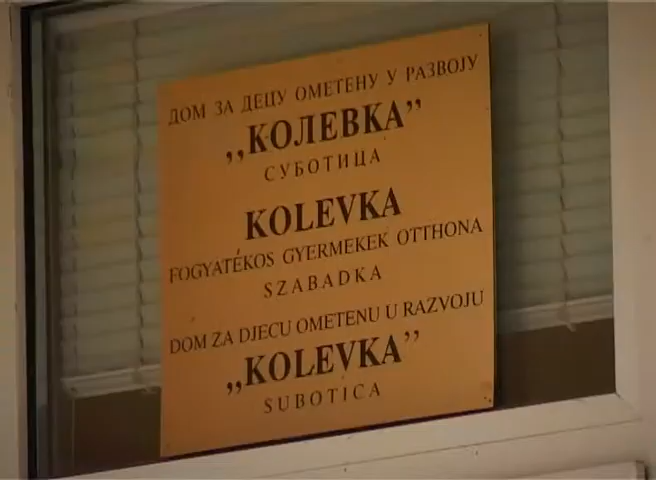 ДОМ ЗА ДЕЦУ ОМЕТЕНУ У РАЗВОЈУ
„КОЛЕВКА”
СУБОТИЦА
KOLEVKA
FOGYATÉKOS GYERMEKEK OTTHONA
SZABADKA
DOM ZA DJECU OMETENU U RAZVOJU
„KOLEVKA”
SUBOTICA